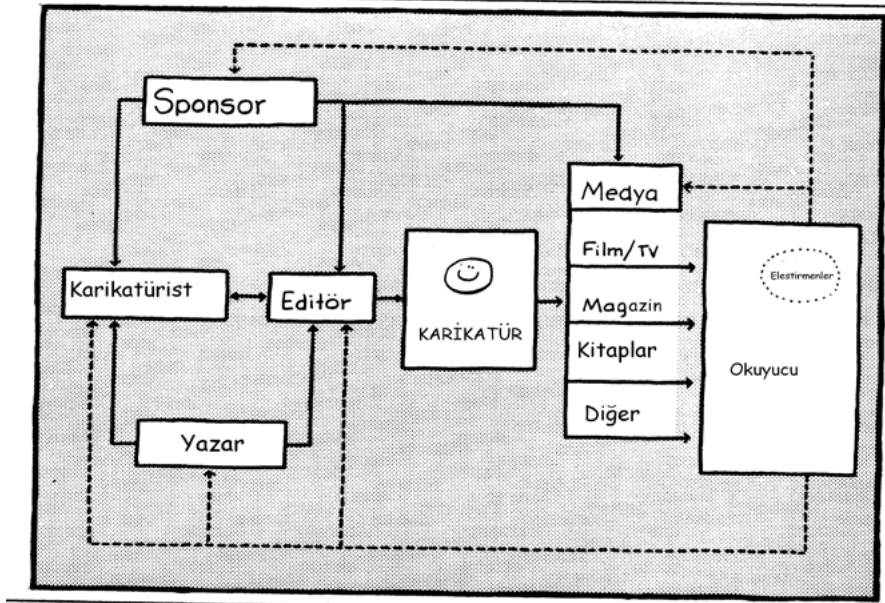 Sponsor
Medya
Film/TV
Elestirmenler
Karikatürist
Editör
Magazin
KARİKATÜR
Kitaplar
Okuyucu
Diğer
Yazar